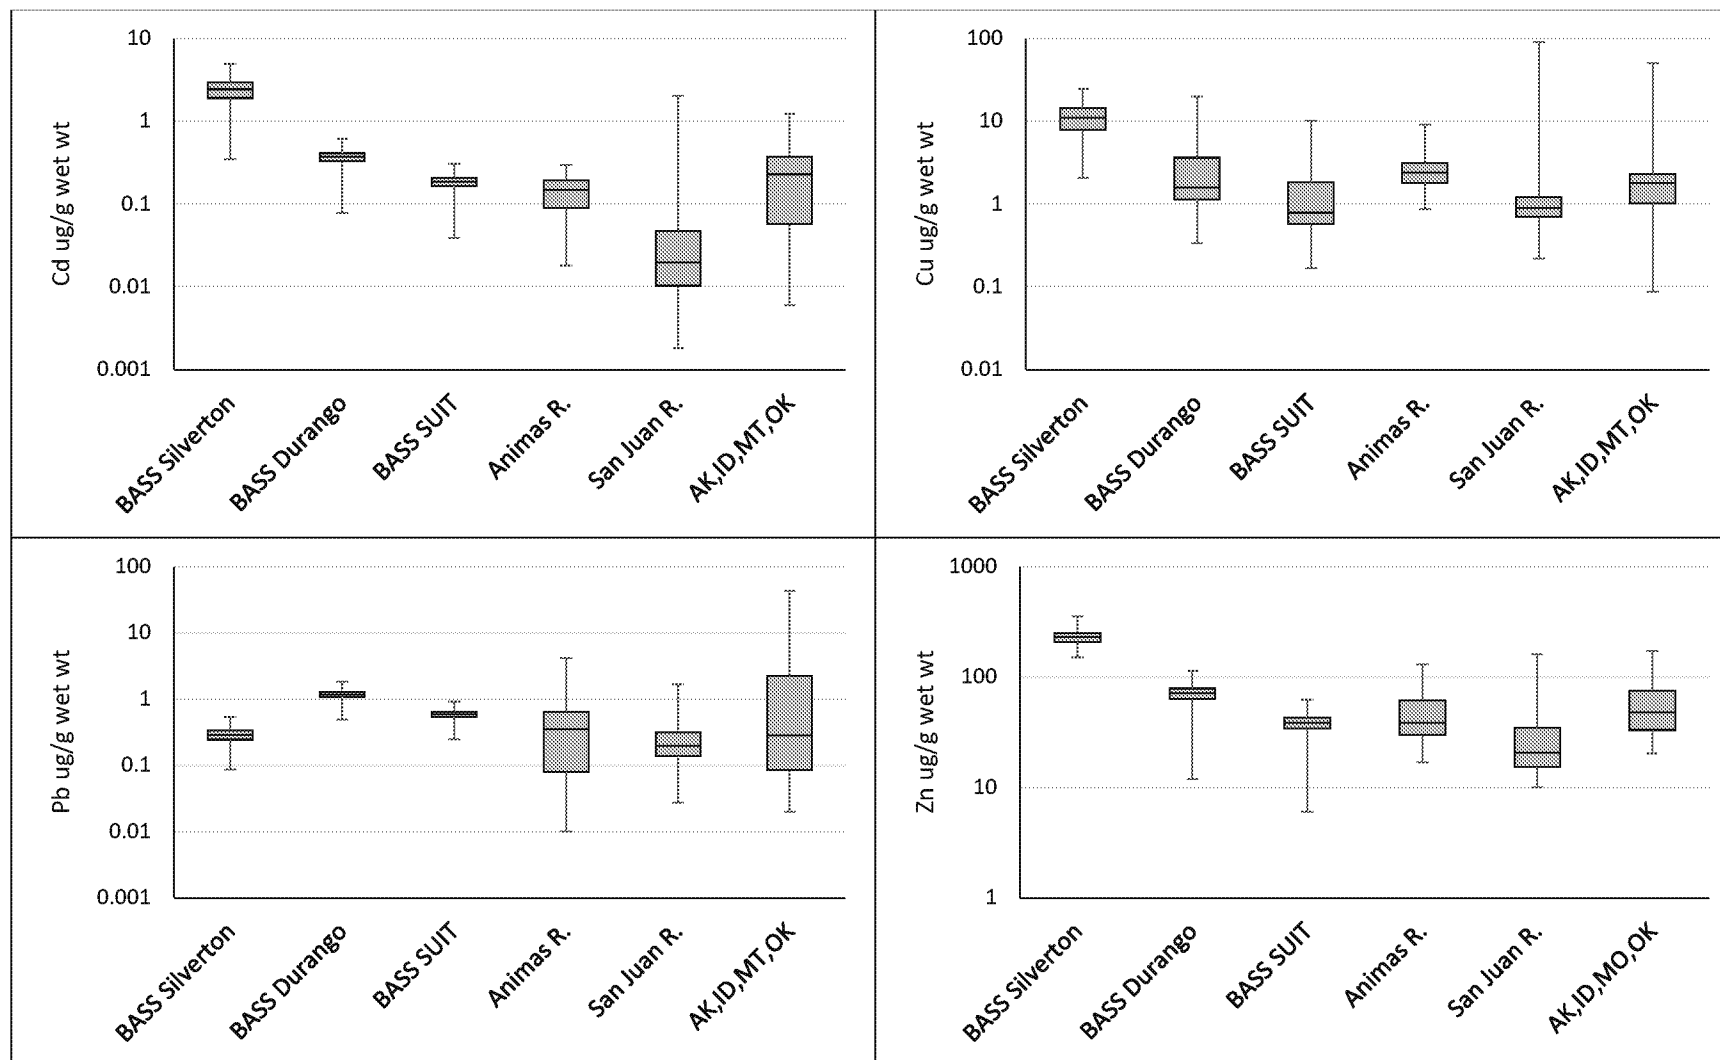 Cd ug/g wet wt
10
1
0.1
0.01
0.001
BASS Silverton
BASS Durango
BASS SUIT
Animas R.
San Juan R.
AK,ID,MT,OK
Cu ug/g wet wt
100
10
1
0.1
0.01
BASS Silverton
BASS Durango
BASS SUIT
Animas R.
San Juan R.
AK,ID,MT,OK
Pb ug/g wet wt
100
10
1
0.1
0.01
0.001
BASS Silverton
BASS Durango
BASS SUIT
Animas R.
San Juan R.
AK,ID,MT,OK
Zn ug/g wet wt
1000
100
10
1
BASS Silverton
BASS Durango
BASS SUIT
Animas R.
San Juan R.
AK,ID,MO,OK